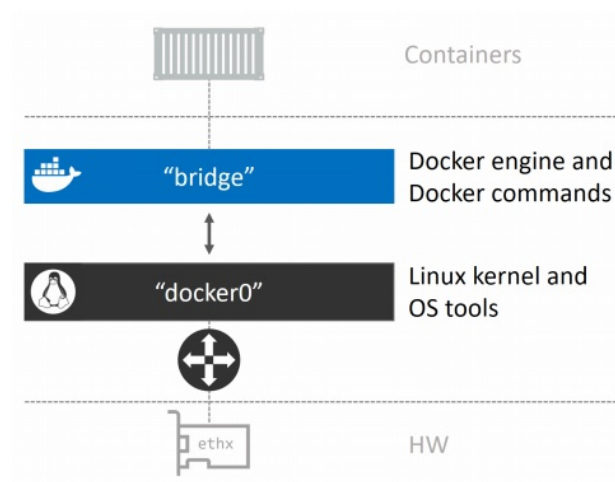 Containers
“bridge”
Docker engine and
Docker commands
“docker0”
Linux kernel and
OS tools
ethx
HW